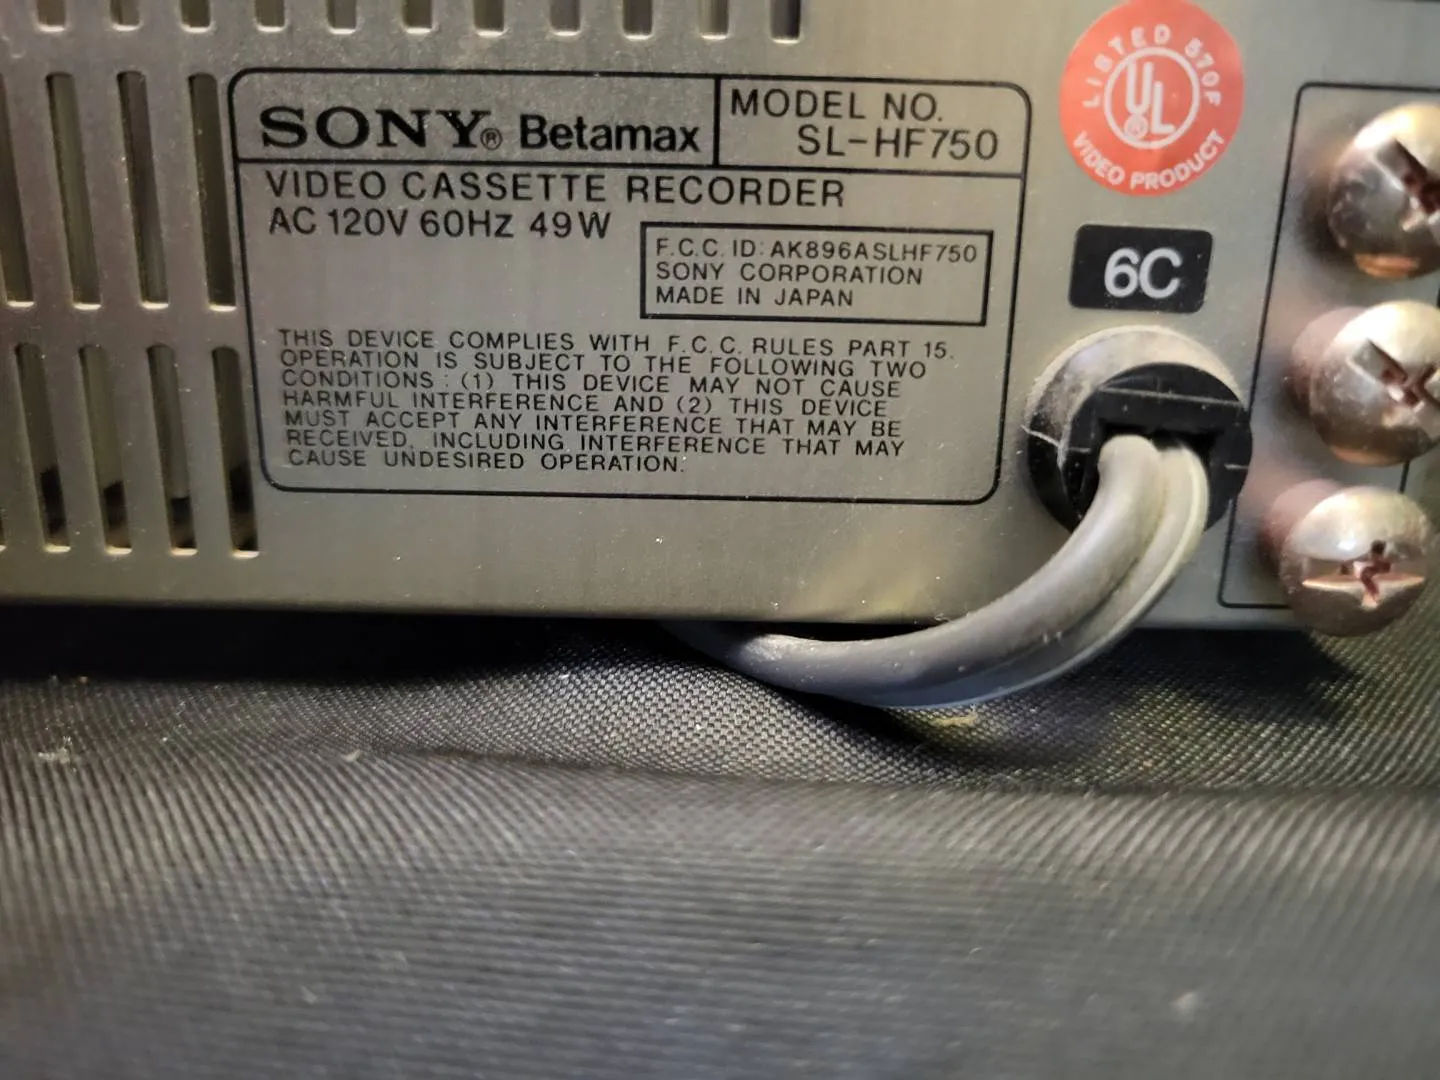 SONY® Betamax
MODEL NO.
SL-HF750
VIDEO CASSETTE RECORDER
AC 120V 60Hz 49W
F.C.C. ID: AK896ASLHF750
SONY CORPORATION
MADE IN JAPAN
THIS DEVICE COMPLIES WITH F.C.C. RULES PART 15.
OPERATION IS SUBJECT TO THE FOLLOWING TWO
CONDITIONS : (1) THIS DEVICE MAY NOT CAUSE
HARMFUL INTERFERENCE AND (2) THIS DEVICE
MUST ACCEPT ANY INTERFERENCE THAT MAY BE
RECEIVED, INCLUDING INTERFERENCE THAT MAY
CAUSE UNDESIRED OPERATION.
LISTED 570F
UL®
VIDEO PRODUCT
6C